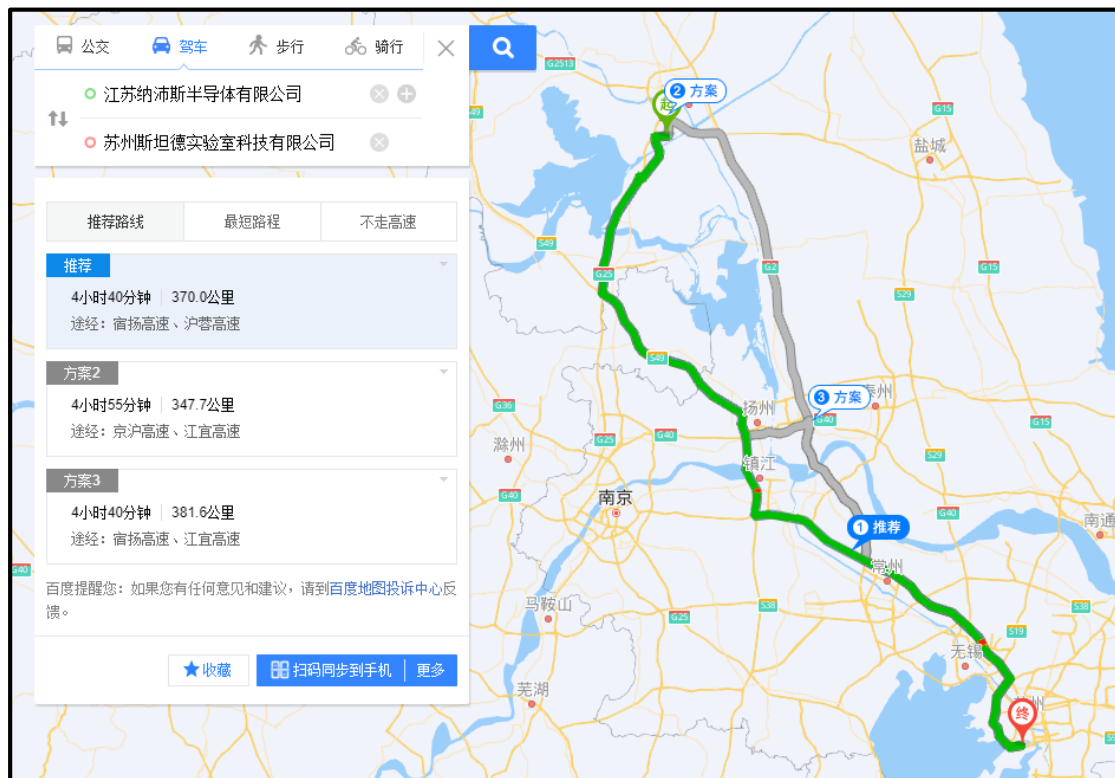 公交
驾车
步行
骑行
江苏纳沛斯半导体有限公司
苏州斯坦德实验室科技有限公司
推荐路线
最短路程
不走高速
推荐
4小时40分钟
370.0公里
途经：宿扬高速、沪蓉高速
方案2
4小时55分钟
347.7公里
途经：京沪高速、江宜高速
方案3
4小时40分钟
381.6公里
途经：宿扬高速、江宜高速
百度提醒您：如果您有任何意见和建议，请到百度地图投诉中心反
馈。
收藏
扫码同步到手机
更多
G2513
起
2 方案
G15
盐城
S49
G25
G2
G15
S29
S49
3 方案
泰州
扬州
G40
G36
G25
G40
G15
滁州
S29
镇江
G40
南京
G40
南通
1 推荐
G40
常州
马鞍山
G25
S38
S38
S19
无锡
芜湖
终
州